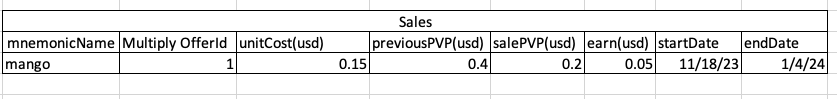 Sales
mnemonicName Multiply OfferId unitCost(usd) previousPVP(usd) salePVP(usd) earn(usd) startDate endDate
mango 1 0.15 0.4 0.2 0.05 11/18/23 1/4/24